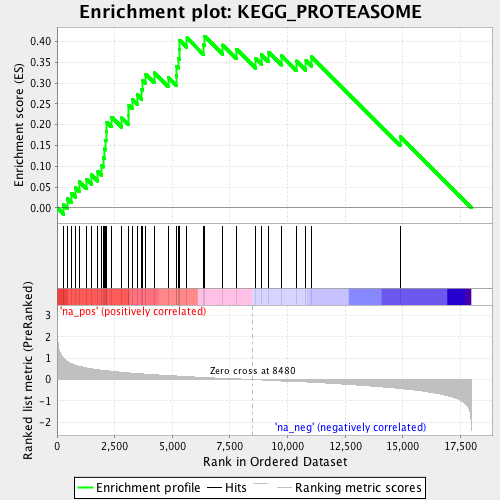 Enrichment plot: KEGG_PROTEASOME
Enrichment score (ES)
0.40
0.35
0.30
0.25
0.20
0.15
0.10
0.05
0.00
'na_pos' (positively correlated)
Ranked list metric (PreRanked)
3
2
1
0
-1
-2
Zero cross at 8480
'na_neg' (negatively correlated)
0 2,500 5,000 7,500 10,000 12,500 15,000 17,500
Rank in Ordered Dataset
Enrichment profile Hits Ranking metric scores